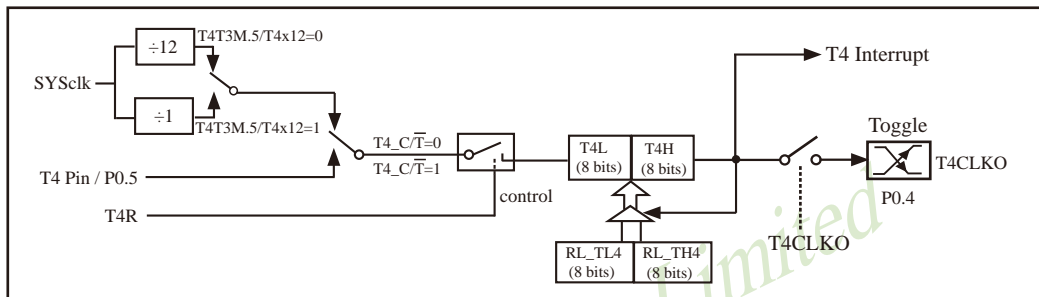 ÷12
T4T3M.5/T4x12=0
SYSclk
÷1
T4T3M.5/T4x12=1
T4 Pin / P0.5
T4_C/T̅=0
T4_C/T̅=1
T4R
control
T4L
(8 bits)
T4H
(8 bits)
RL_TL4
(8 bits)
RL_TH4
(8 bits)
T4 Interrupt
Toggle
T4CLKO
P0.4
T4CLKO
Limited